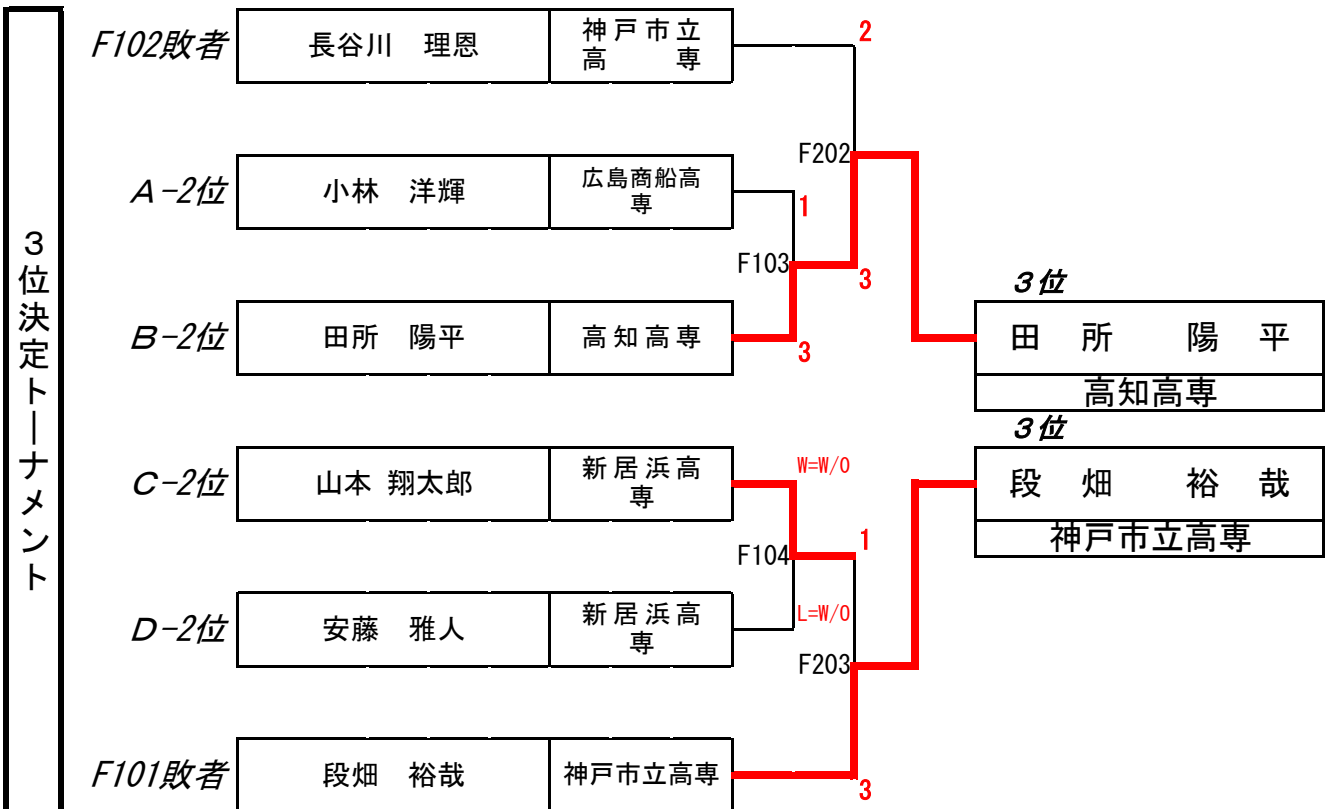 3位決定トーナメント
F102敗者
長谷川 理恩
神戸市立
高 専
2
F202
A-2位
小林 洋輝
広島商船高
専
1
F103
3
B-2位
田所 陽平
高知高専
3
3位
田 所 陽 平
高知高専
3位
段 畑 裕 哉
神戸市立高専
C-2位
山本 翔太郎
新居浜高
専
W=W/O
1
F104
D-2位
安藤 雅人
新居浜高
専
L=W/O
F203
F101敗者
段畑 裕哉
神戸市立高専
3